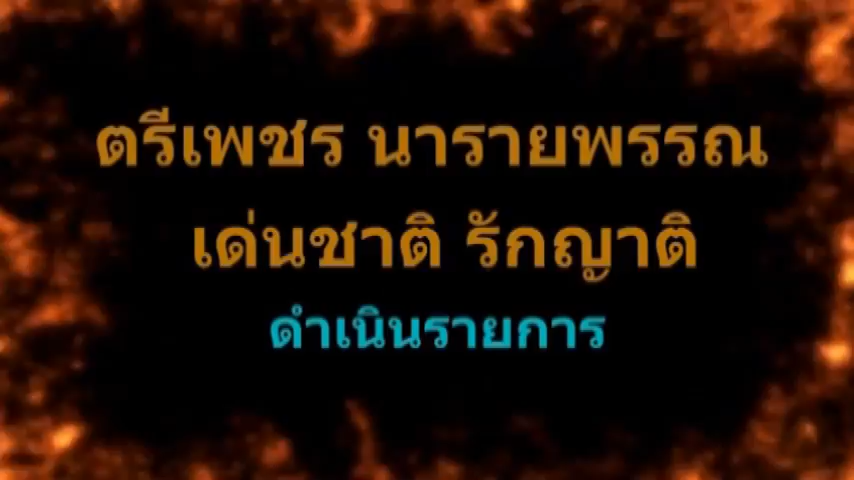 ตรีเพชร นารายพรรณ
เด่นชาติ รักญาติ
ดำเนินรายการ